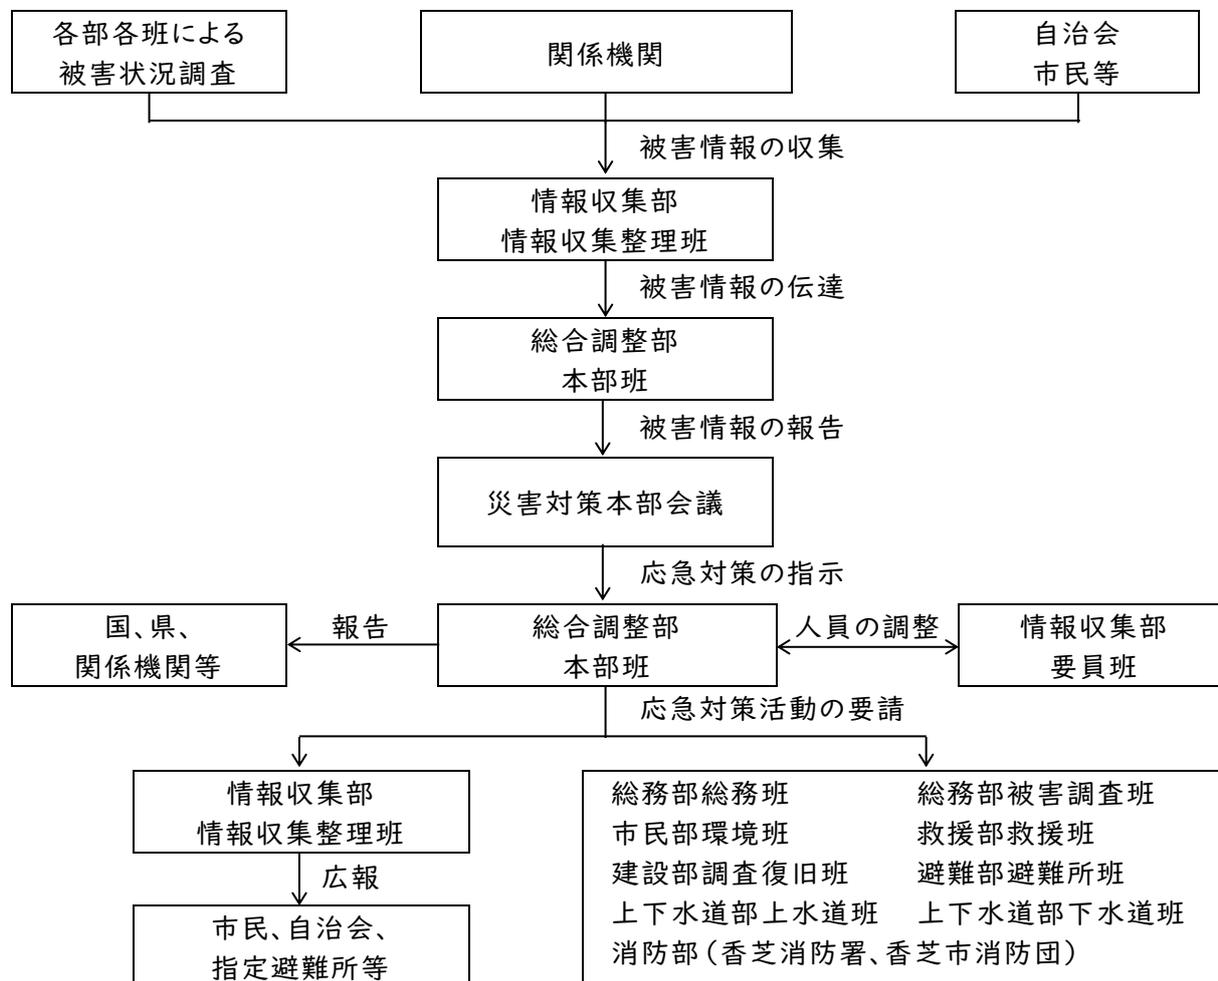 各部各班による
被害状況調査
関係機関
自治会
市民等
被害情報の収集
情報収集部
情報収集整理班
被害情報の伝達
総合調整部
本部班
被害情報の報告
災害対策本部会議
応急対策の指示
国、県、
関係機関等
報告
総合調整部
本部班
人員の調整
情報収集部
要員班
応急対策活動の要請
情報収集部
情報収集整理班
広報
市民、自治会、
指定避難所等
総務部総務班 総務部被害調査班
市民部環境班 救援部救援班
建設部調査復旧班 避難部避難所班
上下水道部上水道班 上下水道部下水道班
消防部（香芝消防署、香芝市消防団）